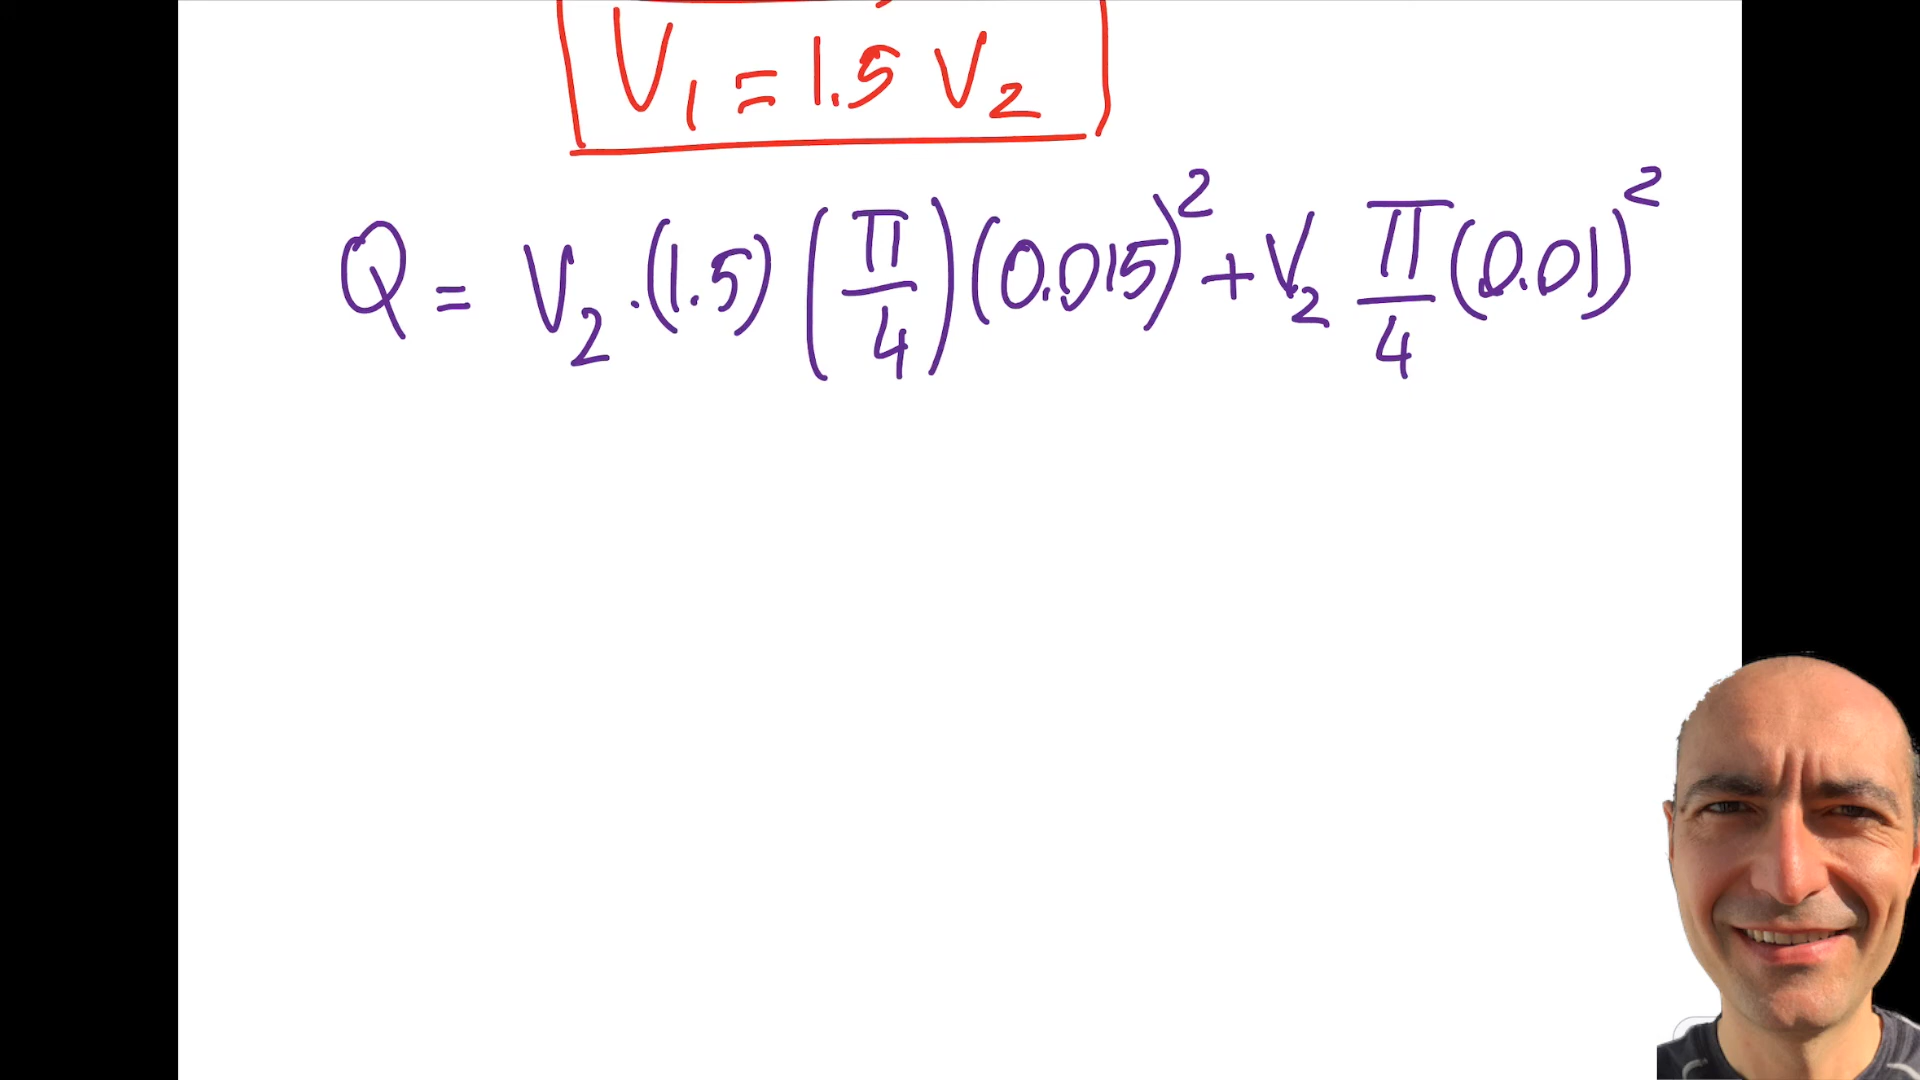 V₁ = 1.5 V₂
Q = V₂ · (1.5) (π/4) (0.015)² + V₂ π/4 (0.01)²